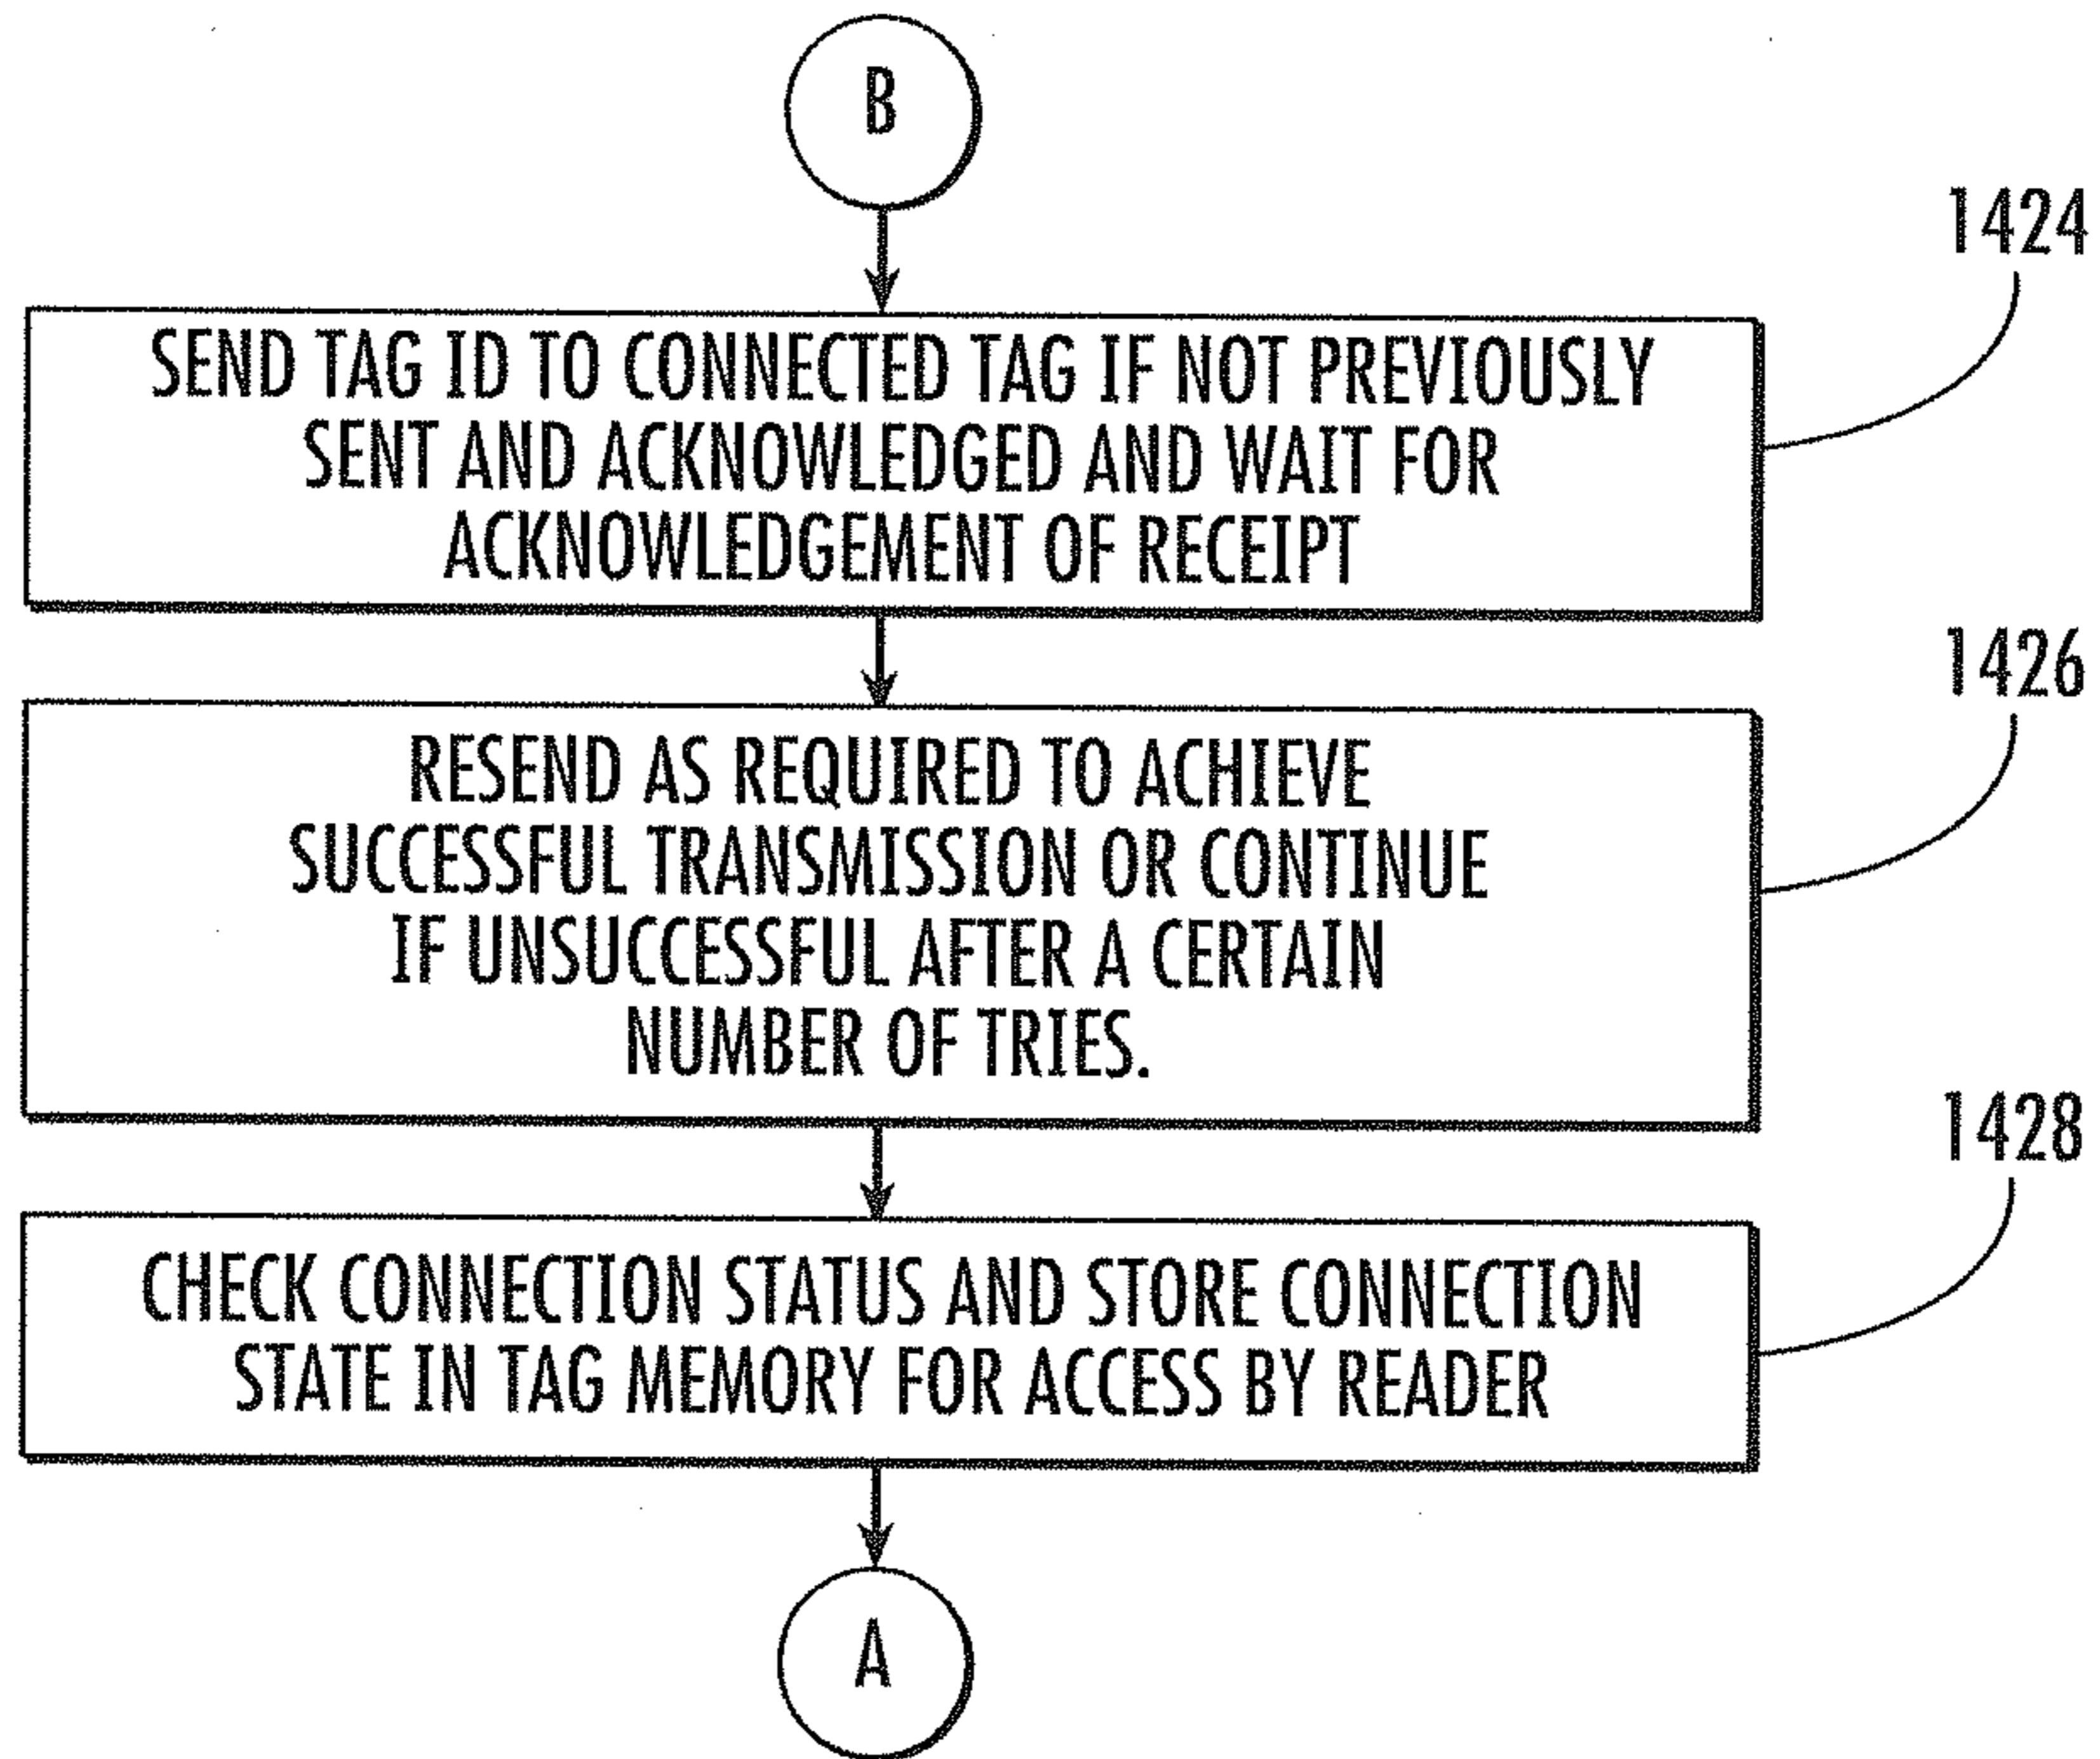 B
1424
SEND TAG ID TO CONNECTED TAG IF NOT PREVIOUSLY
SENT AND ACKNOWLEDGED AND WAIT FOR
ACKNOWLEDGEMENT OF RECEIPT
1426
RESEND AS REQUIRED TO ACHIEVE
SUCCESSFUL TRANSMISSION OR CONTINUE
IF UNSUCCESSFUL AFTER A CERTAIN
NUMBER OF TRIES.
1428
CHECK CONNECTION STATUS AND STORE CONNECTION
STATE IN TAG MEMORY FOR ACCESS BY READER
A